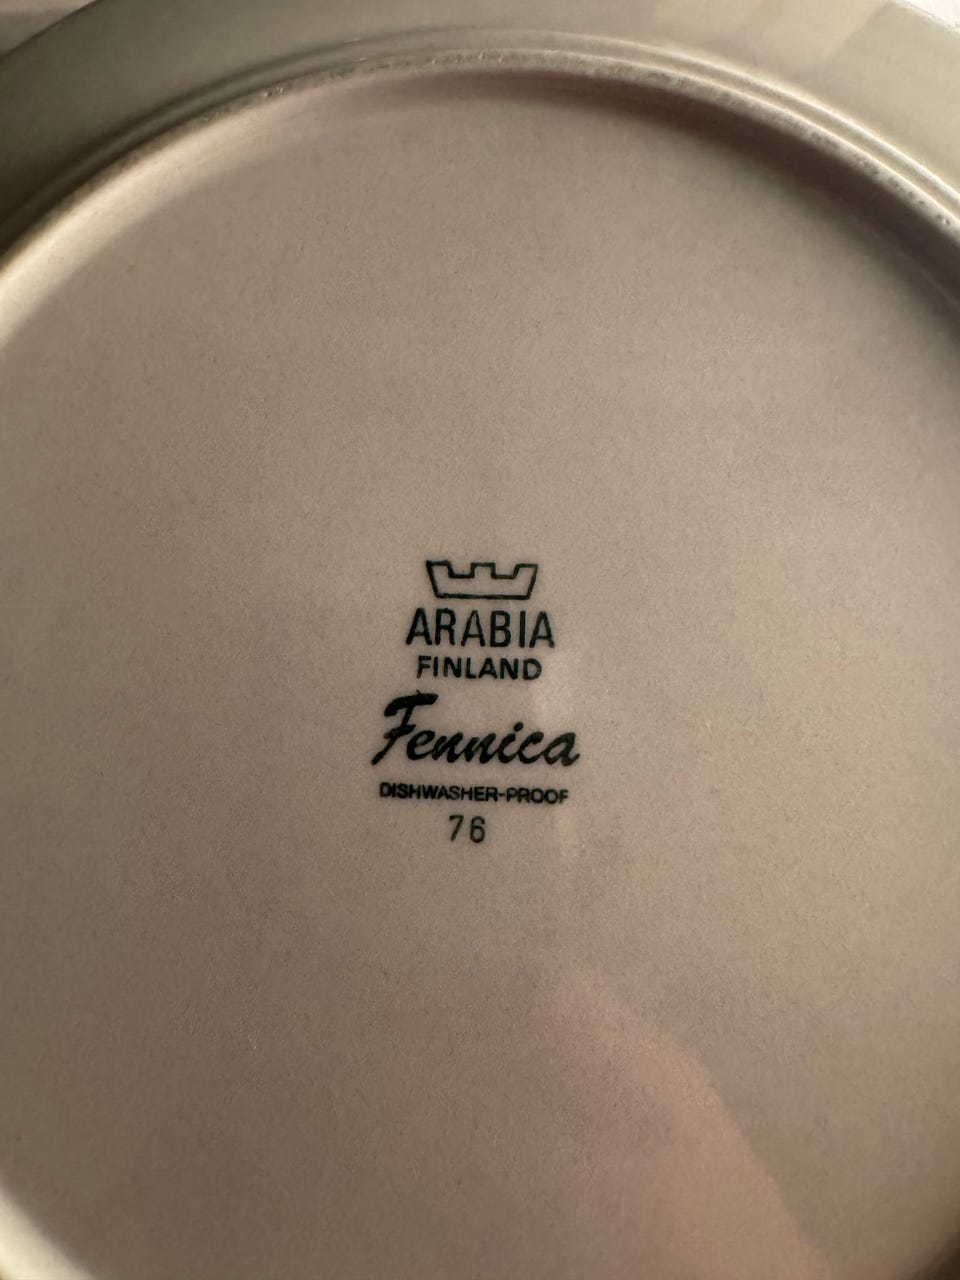 ARABIA
FINLAND
Fennica
DISHWASHER-PROOF
76